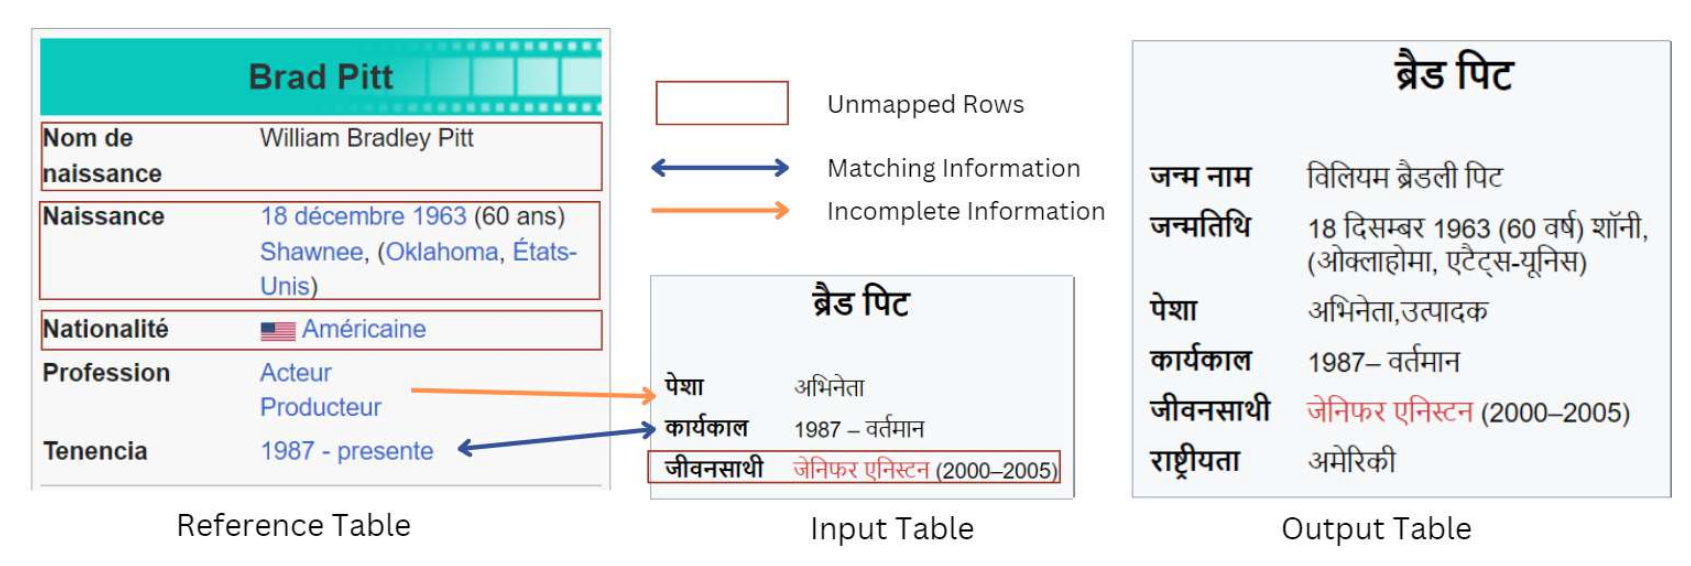 Brad Pitt
Nom de naissance
William Bradley Pitt
Naissance
18 décembre 1963 (60 ans)
Shawnee, (Oklahoma, États-
Unis)
Nationalité
Américaine
Profession
Acteur
Producteur
Tenencia
1987 - presente
Reference Table
Unmapped Rows
Matching Information
Incomplete Information
ब्रैड पिट
पेशा
अभिनेता
कार्यकाल
1987 – वर्तमान
जीवनसाथी
जेनिफर एनिस्टन (2000–2005)
Input Table
ब्रैड पिट
जन्म नाम
विलियम ब्रैडली पिट
जन्मतिथि
18 दिसम्बर 1963 (60 वर्ष) शॉनी,
(ओक्लाहोमा, एटैट्स-यूनिस)
पेशा
अभिनेता,उत्पादक
कार्यकाल
1987– वर्तमान
जीवनसाथी
जेनिफर एनिस्टन (2000–2005)
राष्ट्रीयता
अमेरिकी
Output Table